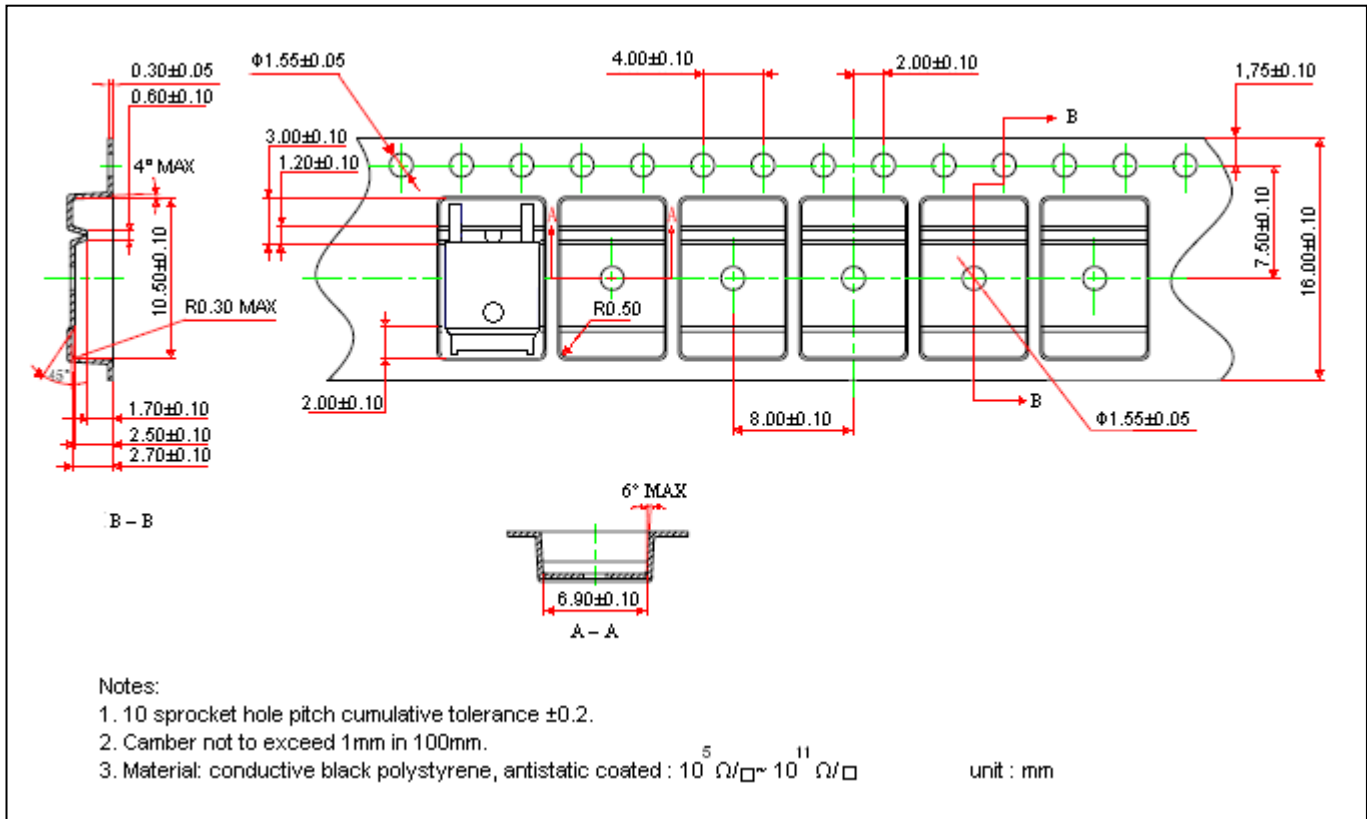 0.30±0.05
0.60±0.10
4° MAX
10.50±0.10
R0.30 MAX
45°
1.70±0.10
2.50±0.10
2.70±0.10
B – B
Φ1.55±0.05
4.00±0.10
2.00±0.10
1,75±0.10
3.00±0.10
1.20±0.10
B
A
A
R0.50
7.50±0.10
16.00±0.10
2.00±0.10
8.00±0.10
B
Φ1.55±0.05
6° MAX
6.90±0.10
A – A
Notes:
1. 10 sprocket hole pitch cumulative tolerance ±0.2.
2. Camber not to exceed 1mm in 100mm.
3. Material: conductive black polystyrene, antistatic coated : 10^5 Ω/□~ 10^11 Ω/□ unit : mm